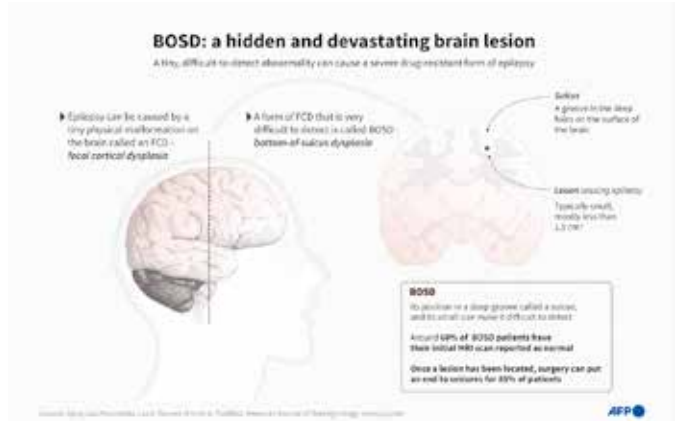 BOSD: a hidden and devastating brain lesion
A tiny, difficult-to-detect abnormality can cause a severe drug-resistant form of epilepsy
Epilepsy can be caused by a
tiny physical malformation on
the brain called an FCD -
focal cortical dysplasia
A form of FCD that is very
difficult to detect is called BOSD
bottom-of-sulcus dysplasia
Sulcus
A groove in the deep
folds on the surface of
the brain
Lesion causing epilepsy
Typically small,
mostly less than
BOSD
Its position in a deep groove called a sulcus,
and its small size make it difficult to detect
Around 60% of BOSD patients have
their initial MRI scan reported as normal
Once a lesion has been located, surgery can put
an end to seizures for of patients
AFP